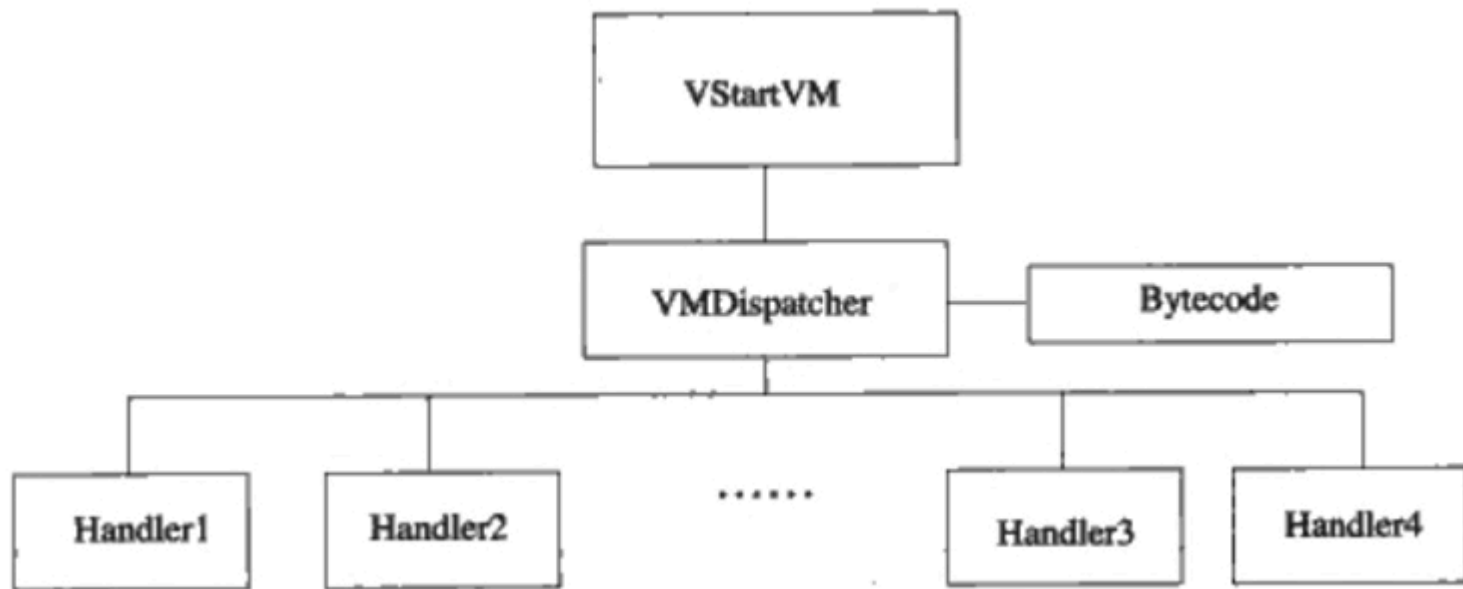 VStartVM
VMDispatcher
Bytecode
Handler1
Handler2
......
Handler3
Handler4